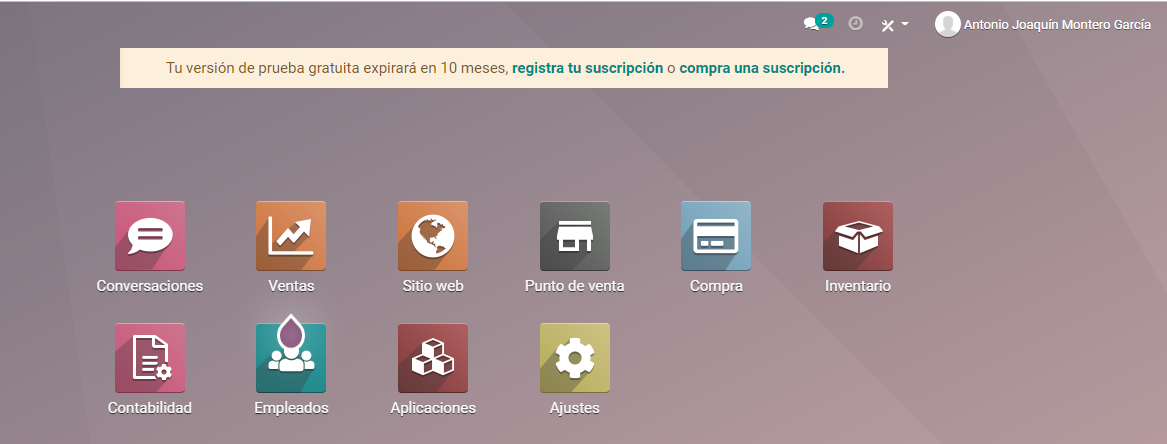 2
Antonio Joaquín Montero García
Tu versión de prueba gratuita expirará en 10 meses, registra tu suscripción o compra una suscripción.
Conversaciones
Ventas
Sitio web
Punto de venta
Compra
Inventario
Contabilidad
Empleados
Aplicaciones
Ajustes